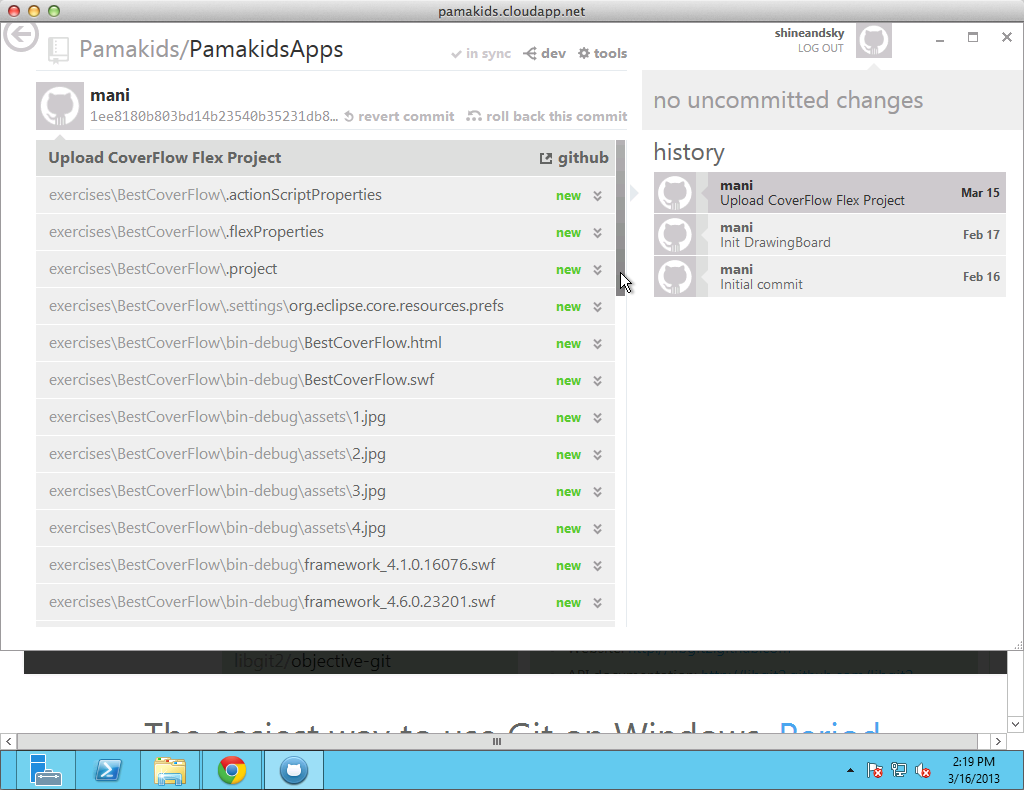 pamakids.cloudapp.net
Pamakids/PamakidsApps
in sync
dev
tools
shineandsky
LOG OUT
mani
1ee8180b803bd14b23540b35231db8...
revert commit
roll back this commit
Upload CoverFlow Flex Project
github
exercises\BestCoverFlow\.actionScriptProperties new
exercises\BestCoverFlow\.flexProperties new
exercises\BestCoverFlow\.project new
exercises\BestCoverFlow\.settings\org.eclipse.core.resources.prefs new
exercises\BestCoverFlow\bin-debug\BestCoverFlow.html new
exercises\BestCoverFlow\bin-debug\BestCoverFlow.swf new
exercises\BestCoverFlow\bin-debug\assets\1.jpg new
exercises\BestCoverFlow\bin-debug\assets\2.jpg new
exercises\BestCoverFlow\bin-debug\assets\3.jpg new
exercises\BestCoverFlow\bin-debug\assets\4.jpg new
exercises\BestCoverFlow\bin-debug\framework_4.1.0.16076.swf new
exercises\BestCoverFlow\bin-debug\framework_4.6.0.23201.swf new
no uncommitted changes
history
mani
Upload CoverFlow Flex Project
Mar 15
mani
Init DrawingBoard
Feb 17
mani
Initial commit
Feb 16
libgit2/objective-git
The easiest way to use Git on Windows. Period
2:19 PM
3/16/2013